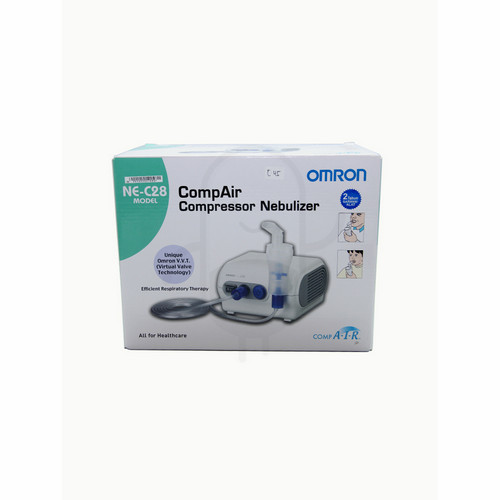 NE-C28
MODEL
CompAir
Compressor Nebulizer
OMRON
Unique
Omron V.V.T.
(Virtual Valve
Technology)
Efficient Respiratory Therapy
All for Healthcare
COMP A·I·R